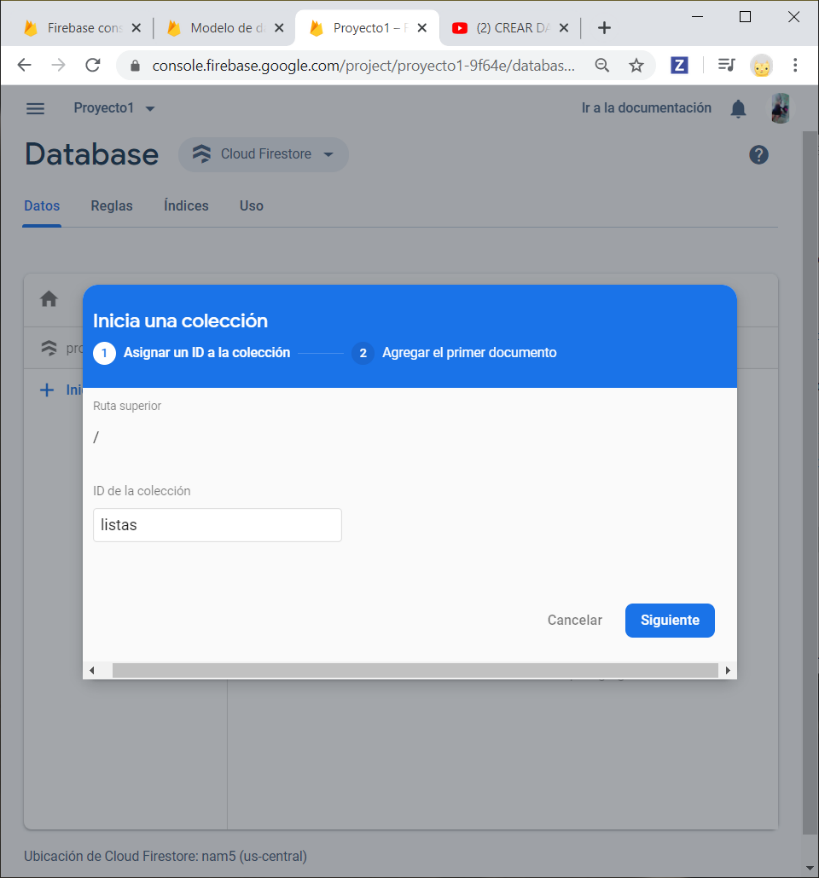 Firebase cons
Modelo de d
Proyecto1 – F
(2) CREAR DA
console.firebase.google.com/project/proyecto1-9f64e/databas...
Z
Proyecto1
Ir a la documentación
Database
Cloud Firestore
?
Datos
Reglas
Índices
Uso
Inicia una colección
1 Asignar un ID a la colección
2 Agregar el primer documento
pro
Ini
Ruta superior
/
ID de la colección
listas
Cancelar
Siguiente
Ubicación de Cloud Firestore: nam5 (us-central)